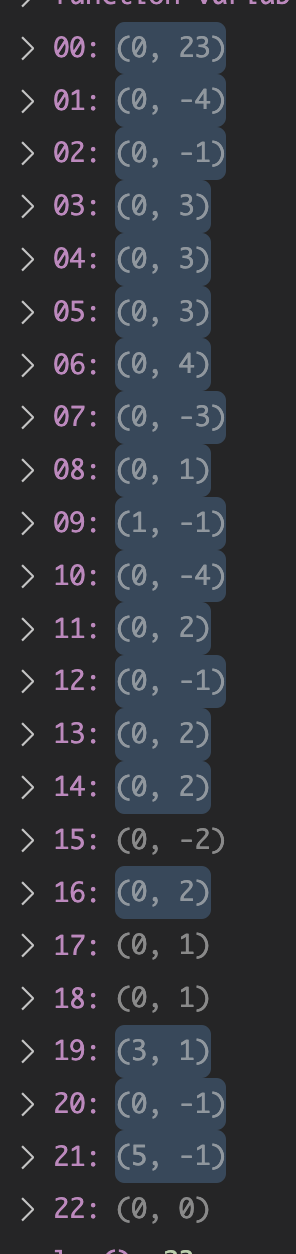 > 00: (0, 23)
> 01: (0, -4)
> 02: (0, -1)
> 03: (0, 3)
> 04: (0, 3)
> 05: (0, 3)
> 06: (0, 4)
> 07: (0, -3)
> 08: (0, 1)
> 09: (1, -1)
> 10: (0, -4)
> 11: (0, 2)
> 12: (0, -1)
> 13: (0, 2)
> 14: (0, 2)
> 15: (0, -2)
> 16: (0, 2)
> 17: (0, 1)
> 18: (0, 1)
> 19: (3, 1)
> 20: (0, -1)
> 21: (5, -1)
> 22: (0, 0)